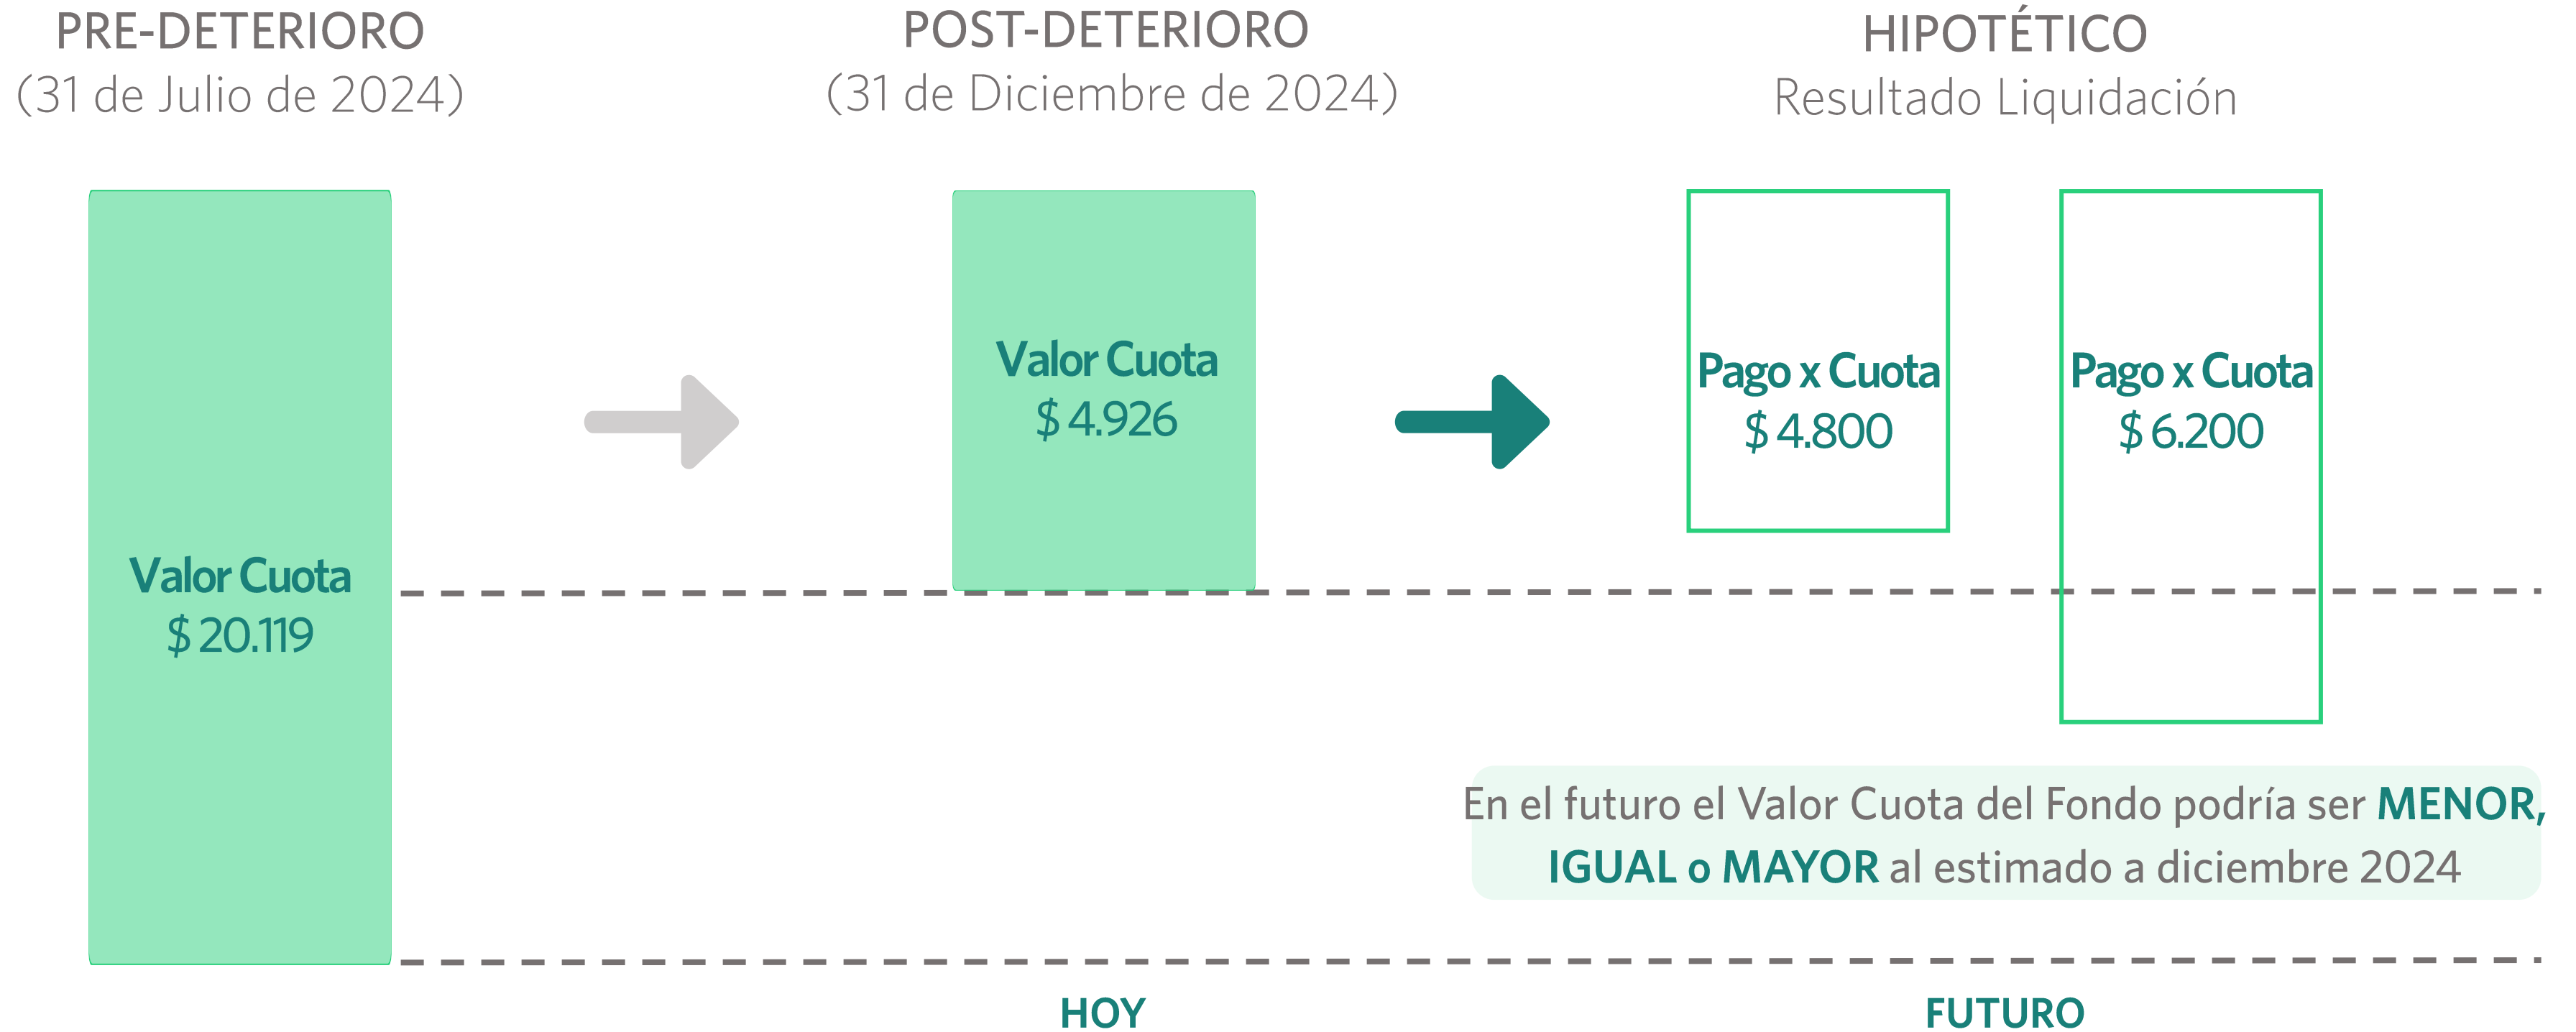 PRE-DETERIORO
(31 de Julio de 2024)
POST-DETERIORO
(31 de Diciembre de 2024)
HIPOTÉTICO
Resultado Liquidación
Valor Cuota
$ 20.119
Valor Cuota
$ 4.926
Pago x Cuota
$ 4.800
Pago x Cuota
$ 6.200
En el futuro el Valor Cuota del Fondo podría ser MENOR,
IGUAL o MAYOR al estimado a diciembre 2024
HOY
FUTURO